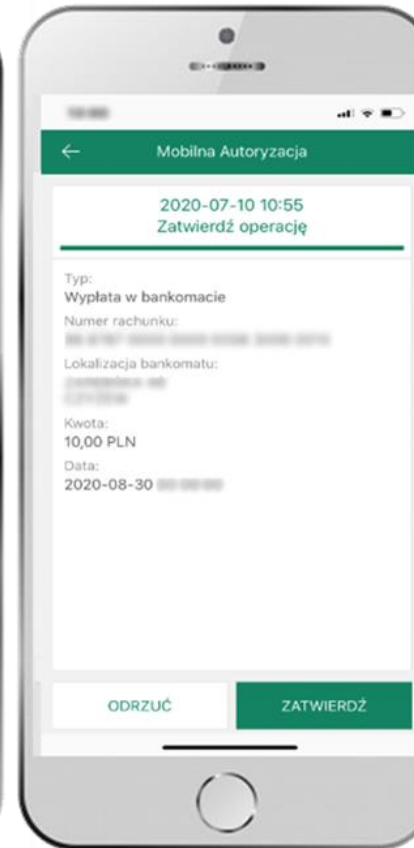 Mobilna Autoryzacja
2020-07-10 10:55
Zatwierdź operację
Typ:
Wypłata w bankomacie
Numer rachunku:
Lokalizacja bankomatu:
Kwota:
10,00 PLN
Data:
2020-08-30
ODRZUĆ
ZATWIERDŹ